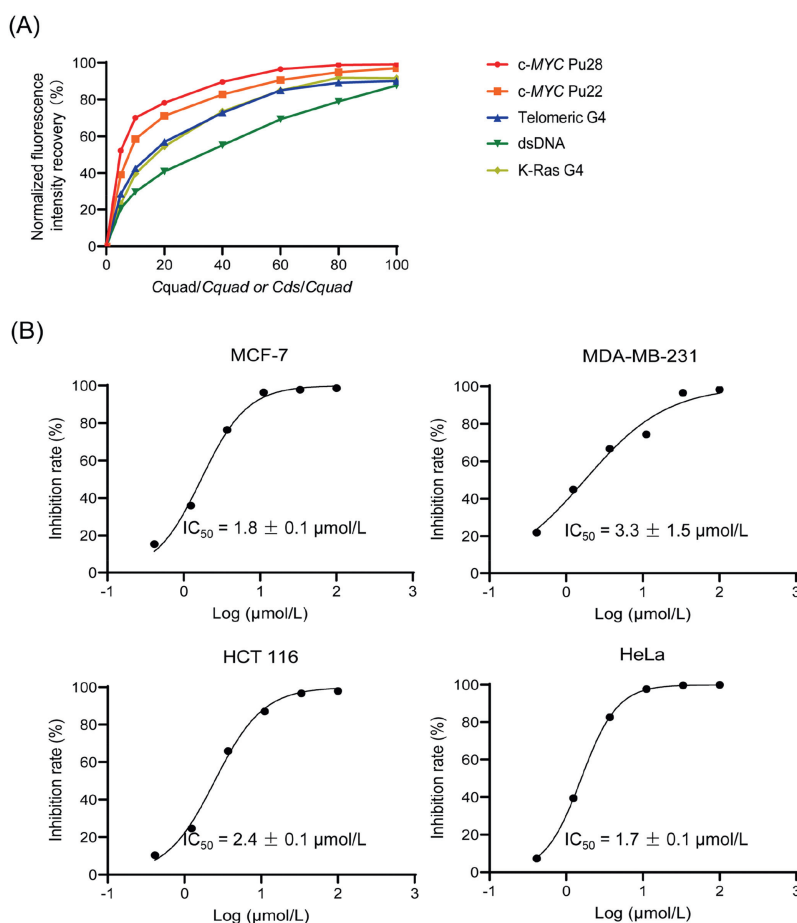 (A)
Normalized fluorescence
intensity recovery (%)
100
80
60
40
20
0
0 20 40 60 80 100
Cquad/Cquad or Cds/Cquad
c-MYC Pu28
c-MYC Pu22
Telomeric G4
dsDNA
K-Ras G4
(B)
MCF-7
Inhibition rate (%)
100
80
60
40
20
0
IC₅₀ = 1.8 ± 0.1 μmol/L
-1 0 1 2 3
Log (μmol/L)
MDA-MB-231
Inhibition rate (%)
100
80
60
40
20
0
IC₅₀ = 3.3 ± 1.5 μmol/L
-1 0 1 2 3
Log (μmol/L)
HCT 116
Inhibition rate (%)
100
80
60
40
20
0
IC₅₀ = 2.4 ± 0.1 μmol/L
-1 0 1 2 3
Log (μmol/L)
HeLa
Inhibition rate (%)
100
80
60
40
20
0
IC₅₀ = 1.7 ± 0.1 μmol/L
-1 0 1 2 3
Log (μmol/L)